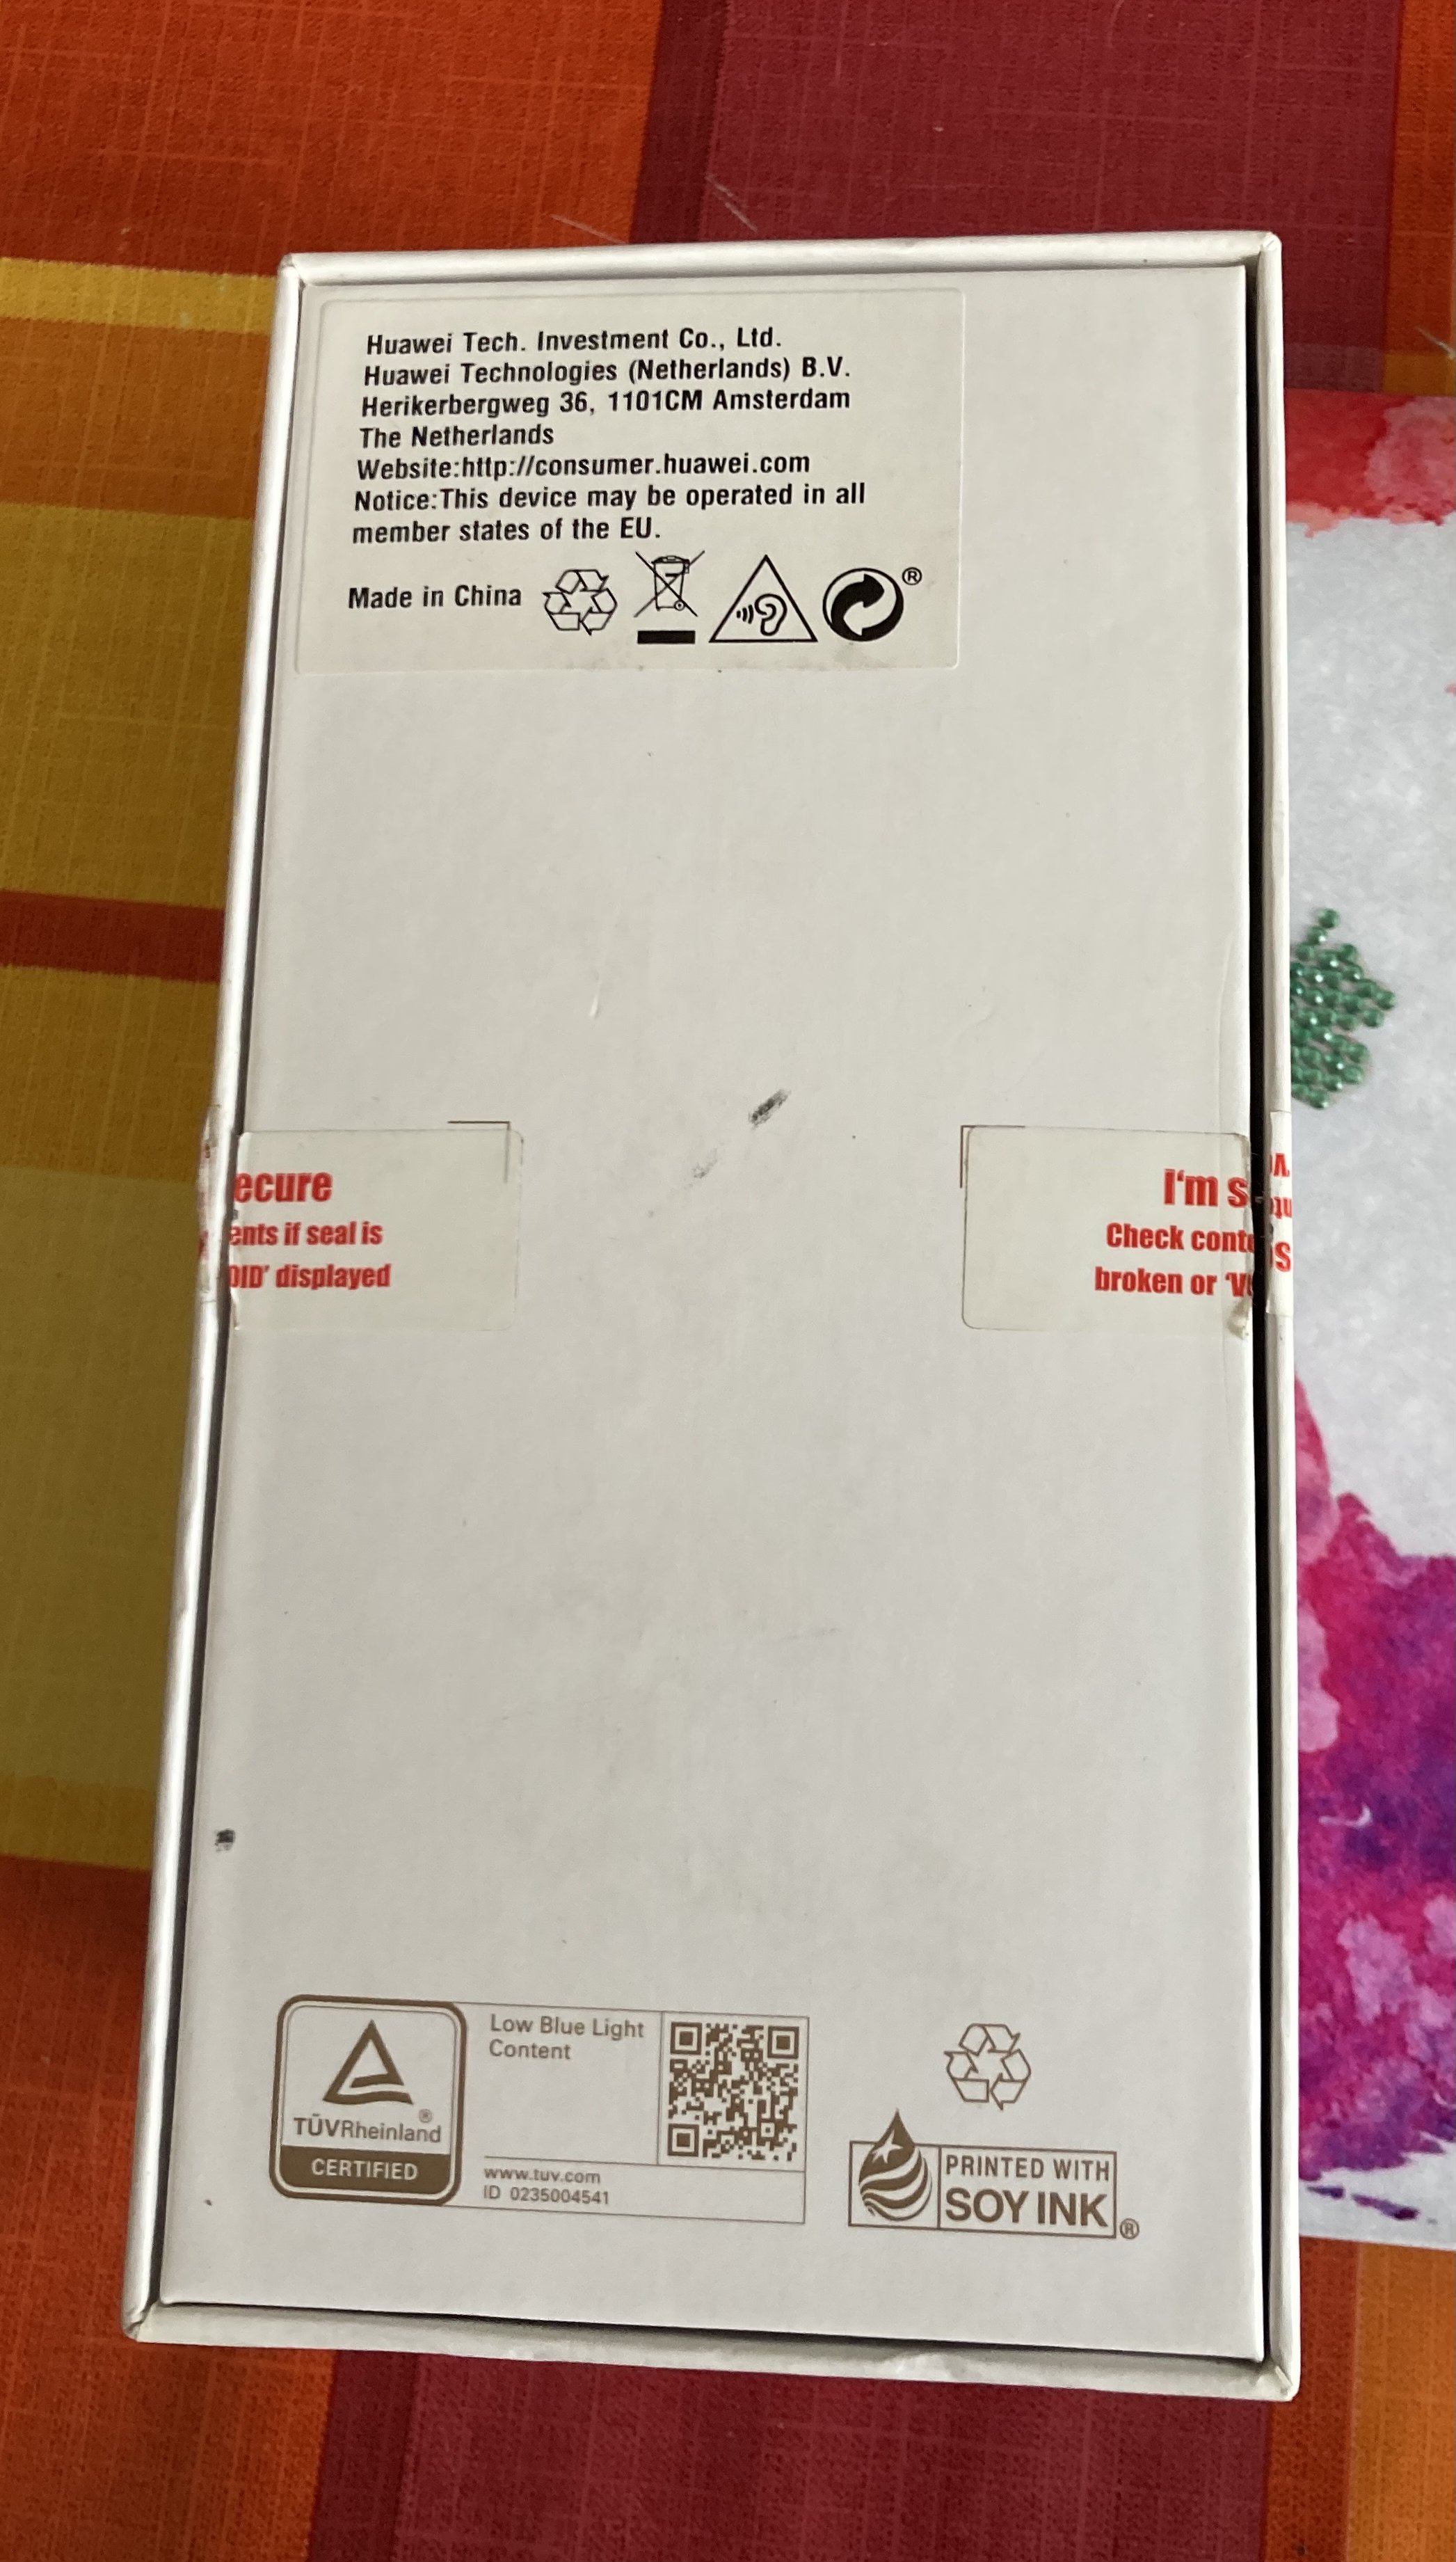 Huawei Tech. Investment Co., Ltd.
Huawei Technologies (Netherlands) B.V.
Herikerbergweg 36, 1101CM Amsterdam
The Netherlands
Website:http://consumer.huawei.com
Notice:This device may be operated in all
member states of the EU.
Made in China
®
ecure
ents if seal is
OID' displayed
I'm s
Check conte
broken or 'V
TÜVRheinland®
CERTIFIED
Low Blue Light
Content
www.tuv.com
ID 0235004541
PRINTED WITH
SOY INK®